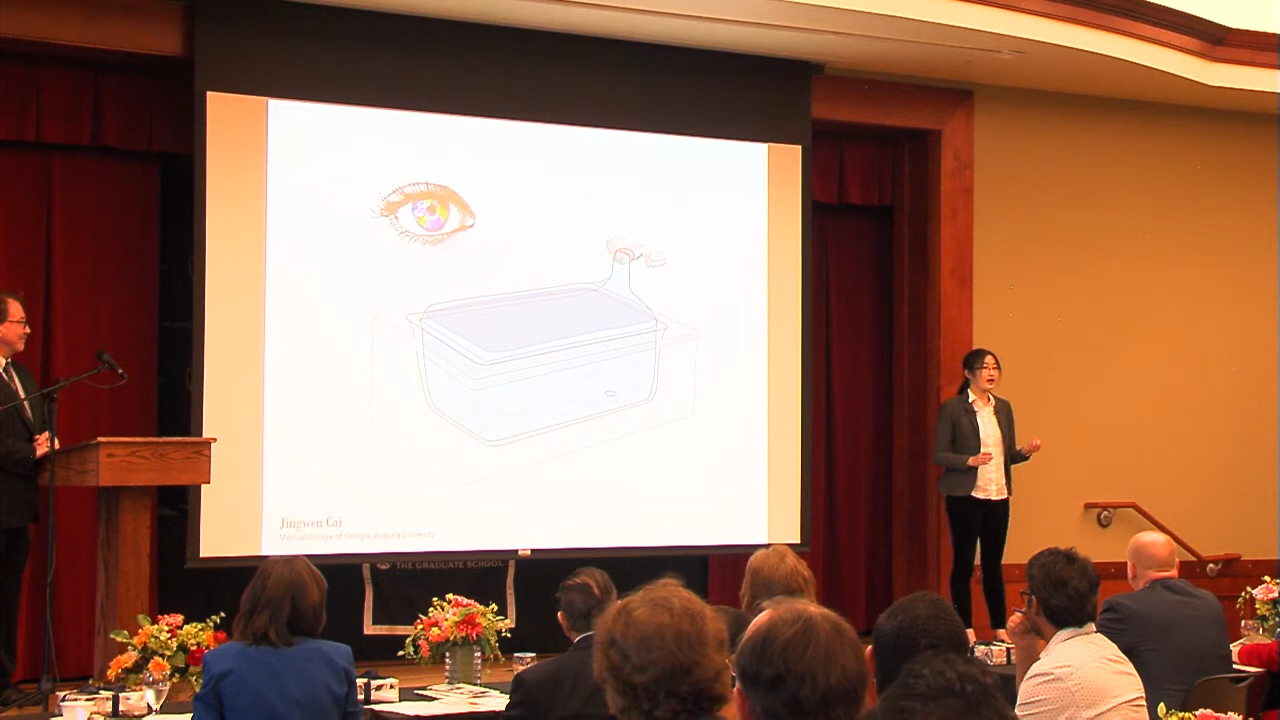 Jingwen Cai
Medical College of Georgia, Augusta University
THE GRADUATE SCHOOL